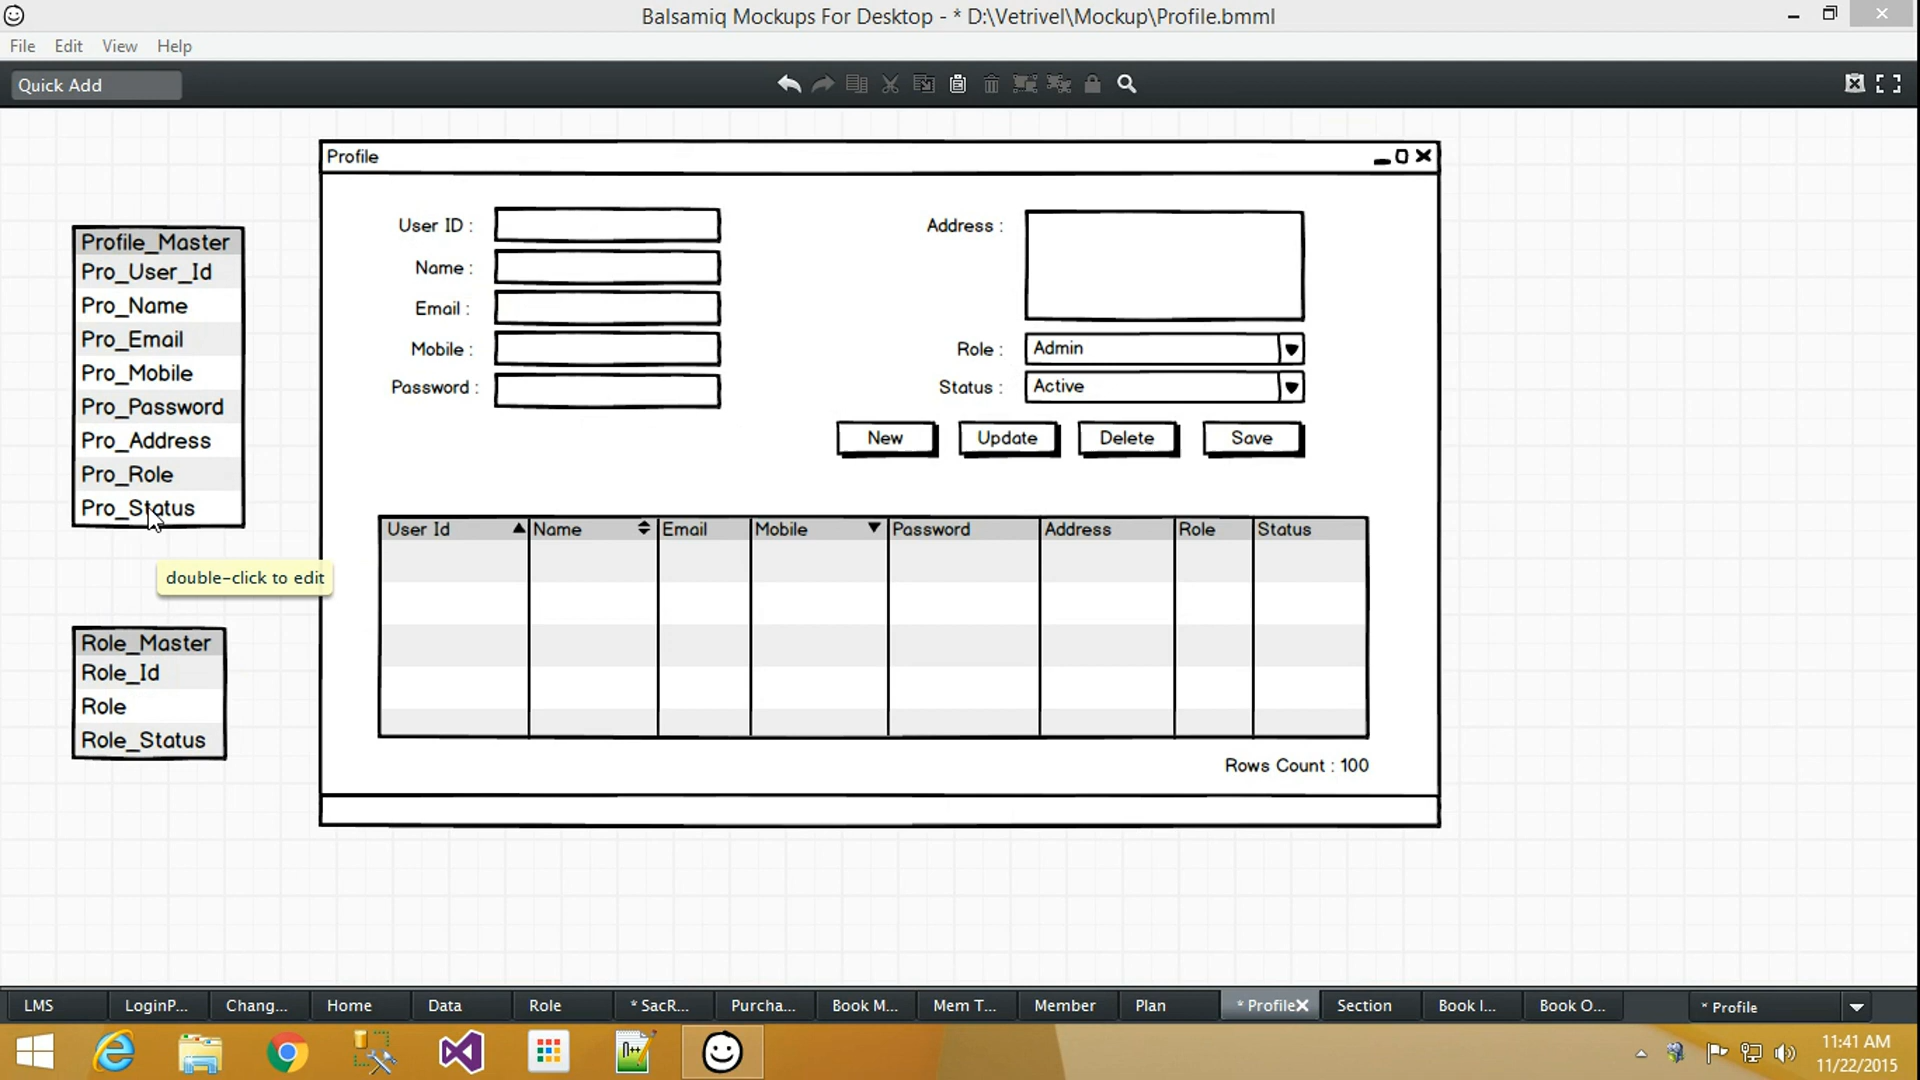 Balsamiq Mockups For Desktop - * D:\Vetrivel\Mockup\Profile.bmml
File Edit View Help
Quick Add
Profile
Profile_Master
Pro_User_Id
Pro_Name
Pro_Email
Pro_Mobile
Pro_Password
Pro_Address
Pro_Role
Pro_Status
double-click to edit
Role_Master
Role_Id
Role
Role_Status
User ID :
Name :
Email :
Mobile :
Password :
Address :
Role : Admin
Status : Active
New Update Delete Save
User Id Name Email Mobile Password Address Role Status
Rows Count : 100
LMS LoginP... Chang... Home Data Role * SacR... Purcha... Book M... Mem T... Member Plan * Profile Section Book I... Book O... * Profile
N++
11:41 AM
11/22/2015